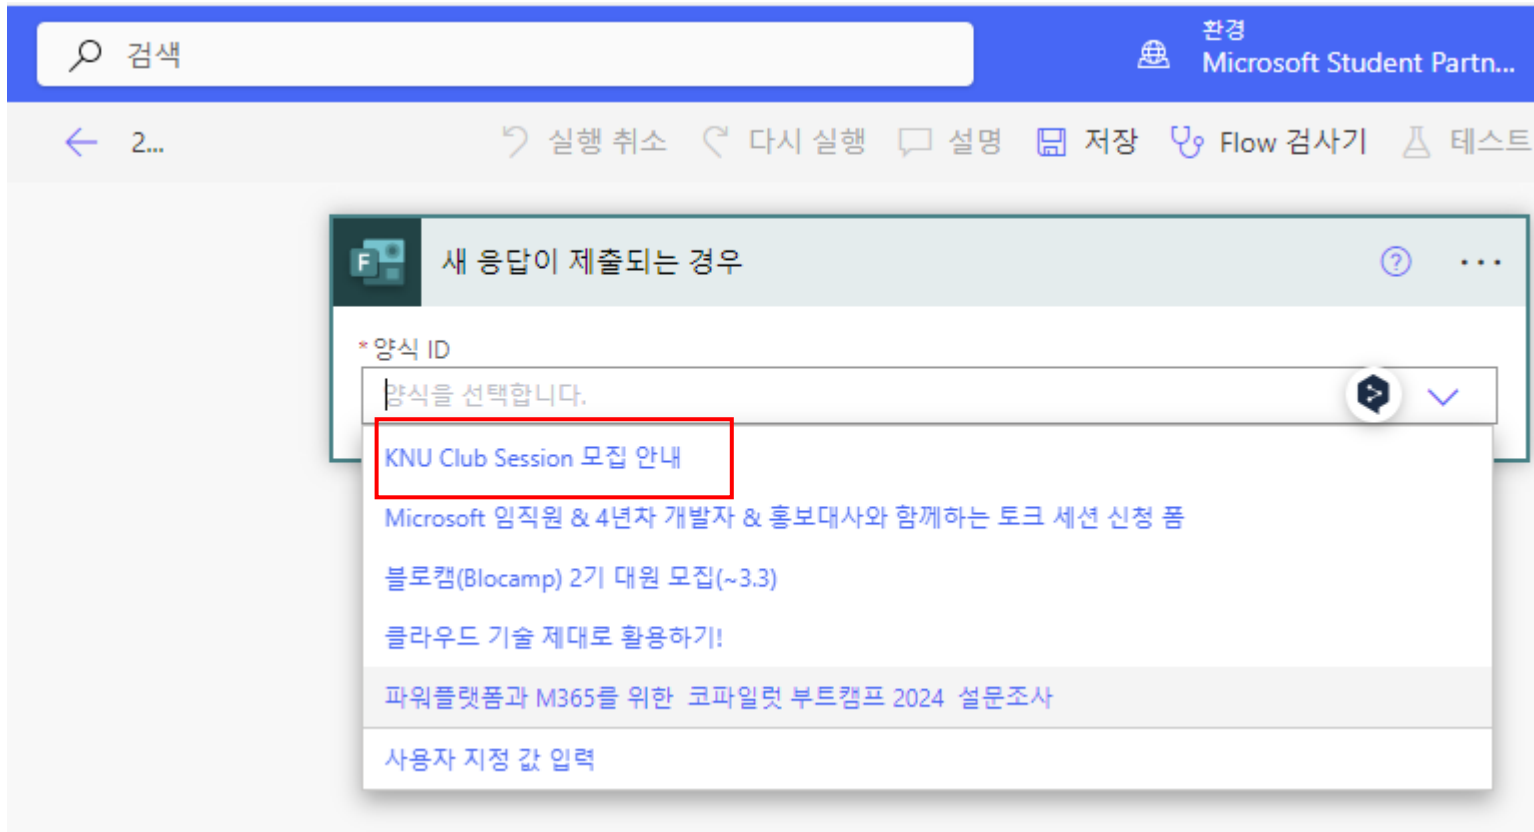 검색
환경
Microsoft Student Partn...
2...
실행 취소 다시 실행 설명 저장 Flow 검사기 테스트
F
새 응답이 제출되는 경우
? ...
* 양식 ID
양식을 선택합니다.
KNU Club Session 모집 안내
Microsoft 임직원 & 4년차 개발자 & 홍보대사와 함께하는 토크 세션 신청 폼
블로캠(Blocamp) 2기 대원 모집(~3.3)
클라우드 기술 제대로 활용하기!
파워플랫폼과 M365를 위한 코파일럿 부트캠프 2024 설문조사
사용자 지정 값 입력